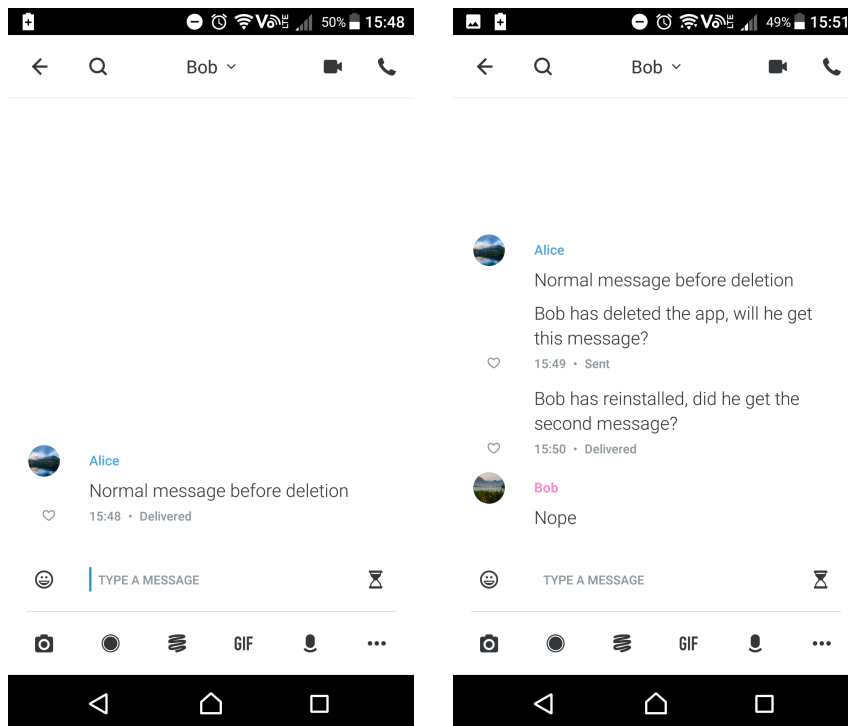 50% 15:48
Bob
Alice
Normal message before deletion
15:48 • Delivered
TYPE A MESSAGE
GIF
49% 15:51
Bob
Alice
Normal message before deletion
Bob has deleted the app, will he get
this message?
15:49 • Sent
Bob has reinstalled, did he get the
second message?
15:50 • Delivered
Bob
Nope
TYPE A MESSAGE
GIF